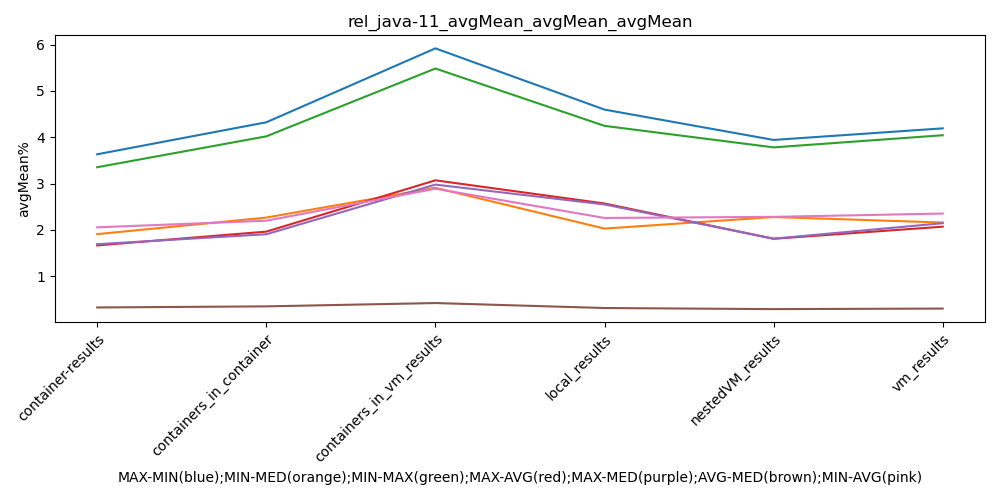 rel_java-11_avgMean_avgMean_avgMean
avgMean%
6
5
4
3
2
1
container-results
containers_in_container
containers_in_vm_results
local_results
nestedVM_results
vm_results
MAX-MIN(blue);MIN-MED(orange);MIN-MAX(green);MAX-AVG(red);MAX-MED(purple);AVG-MED(brown);MIN-AVG(pink)